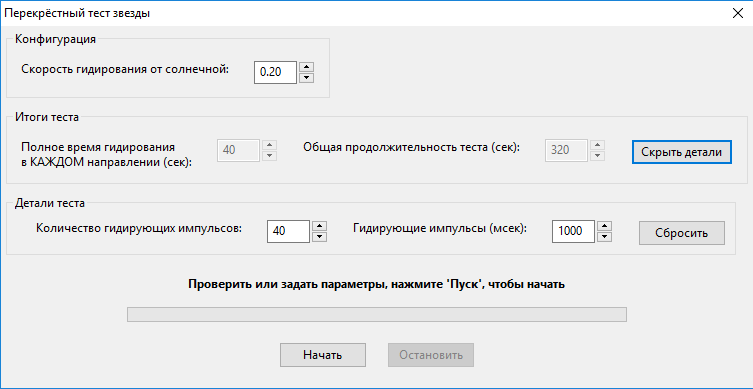 Перекрёстный тест звезды
Конфигурация
Скорость гидирования от солнечной: 0.20
Итоги теста
Полное время гидирования
в КАЖДОМ направлении (сек): 40 Общая продолжительность теста (сек): 320 Скрыть детали
Детали теста
Количество гидирующих импульсов: 40 Гидирующие импульсы (мсек): 1000 Сбросить
Проверить или задать параметры, нажмите 'Пуск', чтобы начать
Начать Остановить